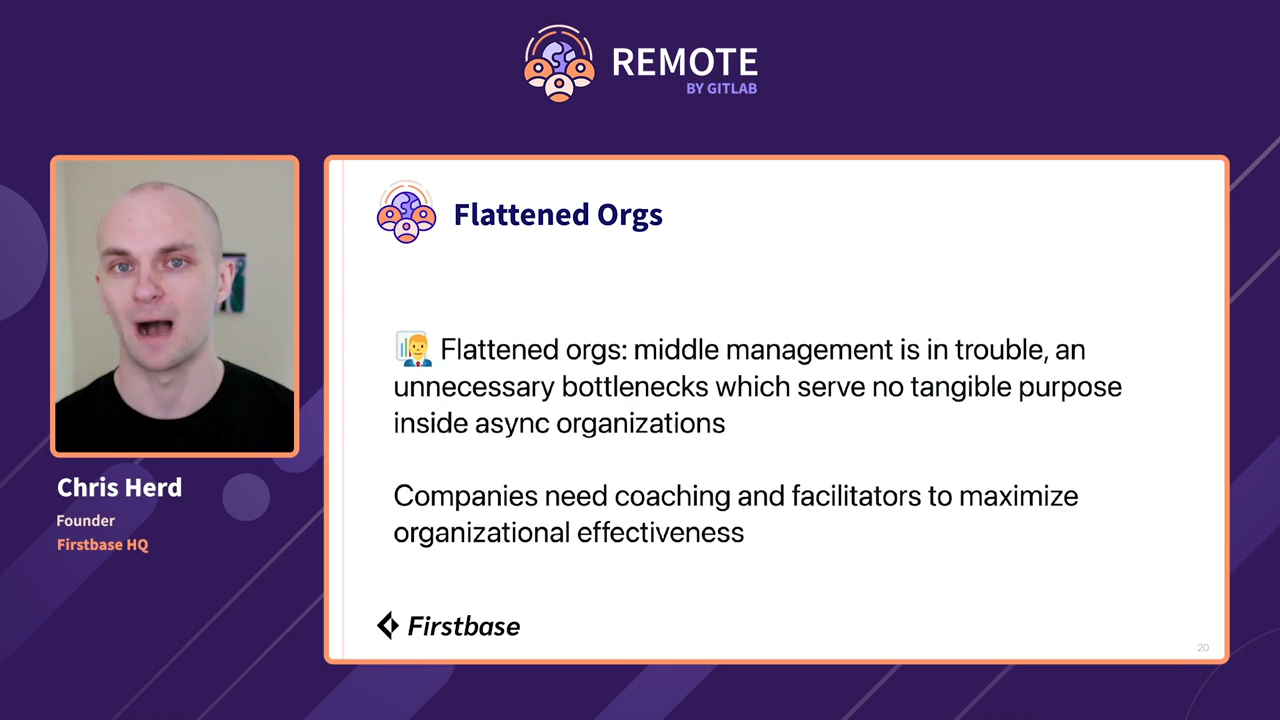 REMOTE
BY GITLAB
Flattened Orgs
Flattened orgs: middle management is in trouble, an
unnecessary bottlenecks which serve no tangible purpose
inside async organizations
Companies need coaching and facilitators to maximize
organizational effectiveness
Firstbase
20
Chris Herd
Founder
Firstbase HQ